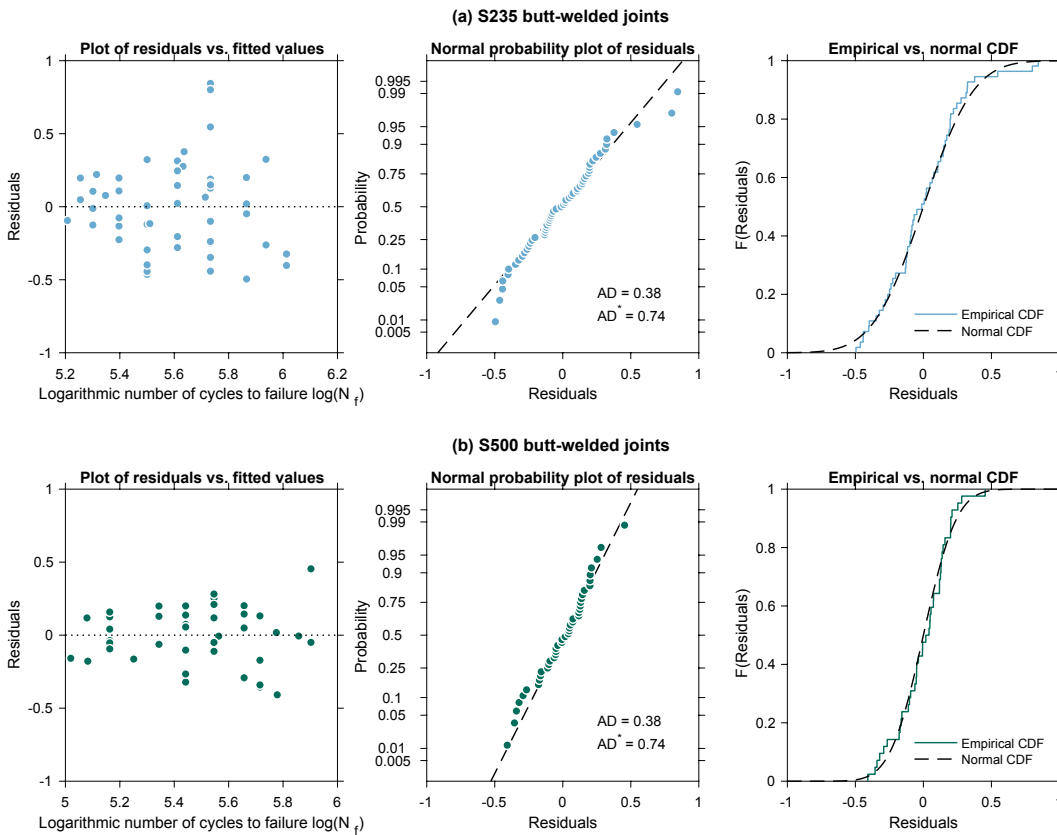 (a) S235 butt-welded joints
Plot of residuals vs. fitted values
Residuals
1
0.5
0
-0.5
-1
5.2 5.4 5.6 5.8 6 6.2
Logarithmic number of cycles to failure log(N_f)
Normal probability plot of residuals
Probability
0.995
0.99
0.95
0.9
0.75
0.5
0.25
0.1
0.05
0.01
0.005
AD = 0.38
AD* = 0.74
-1 -0.5 0 0.5 1
Residuals
Empirical vs. normal CDF
F(Residuals)
1
0.8
0.6
0.4
0.2
0
Empirical CDF
Normal CDF
-1 -0.5 0 0.5 1
Residuals
(b) S500 butt-welded joints
Plot of residuals vs. fitted values
Residuals
1
0.5
0
-0.5
-1
5 5.2 5.4 5.6 5.8 6
Logarithmic number of cycles to failure log(N_f)
Normal probability plot of residuals
Probability
0.995
0.99
0.95
0.9
0.75
0.5
0.25
0.1
0.05
0.01
0.005
AD = 0.38
AD* = 0.74
-1 -0.5 0 0.5 1
Residuals
Empirical vs. normal CDF
F(Residuals)
1
0.8
0.6
0.4
0.2
0
Empirical CDF
Normal CDF
-1 -0.5 0 0.5 1
Residuals